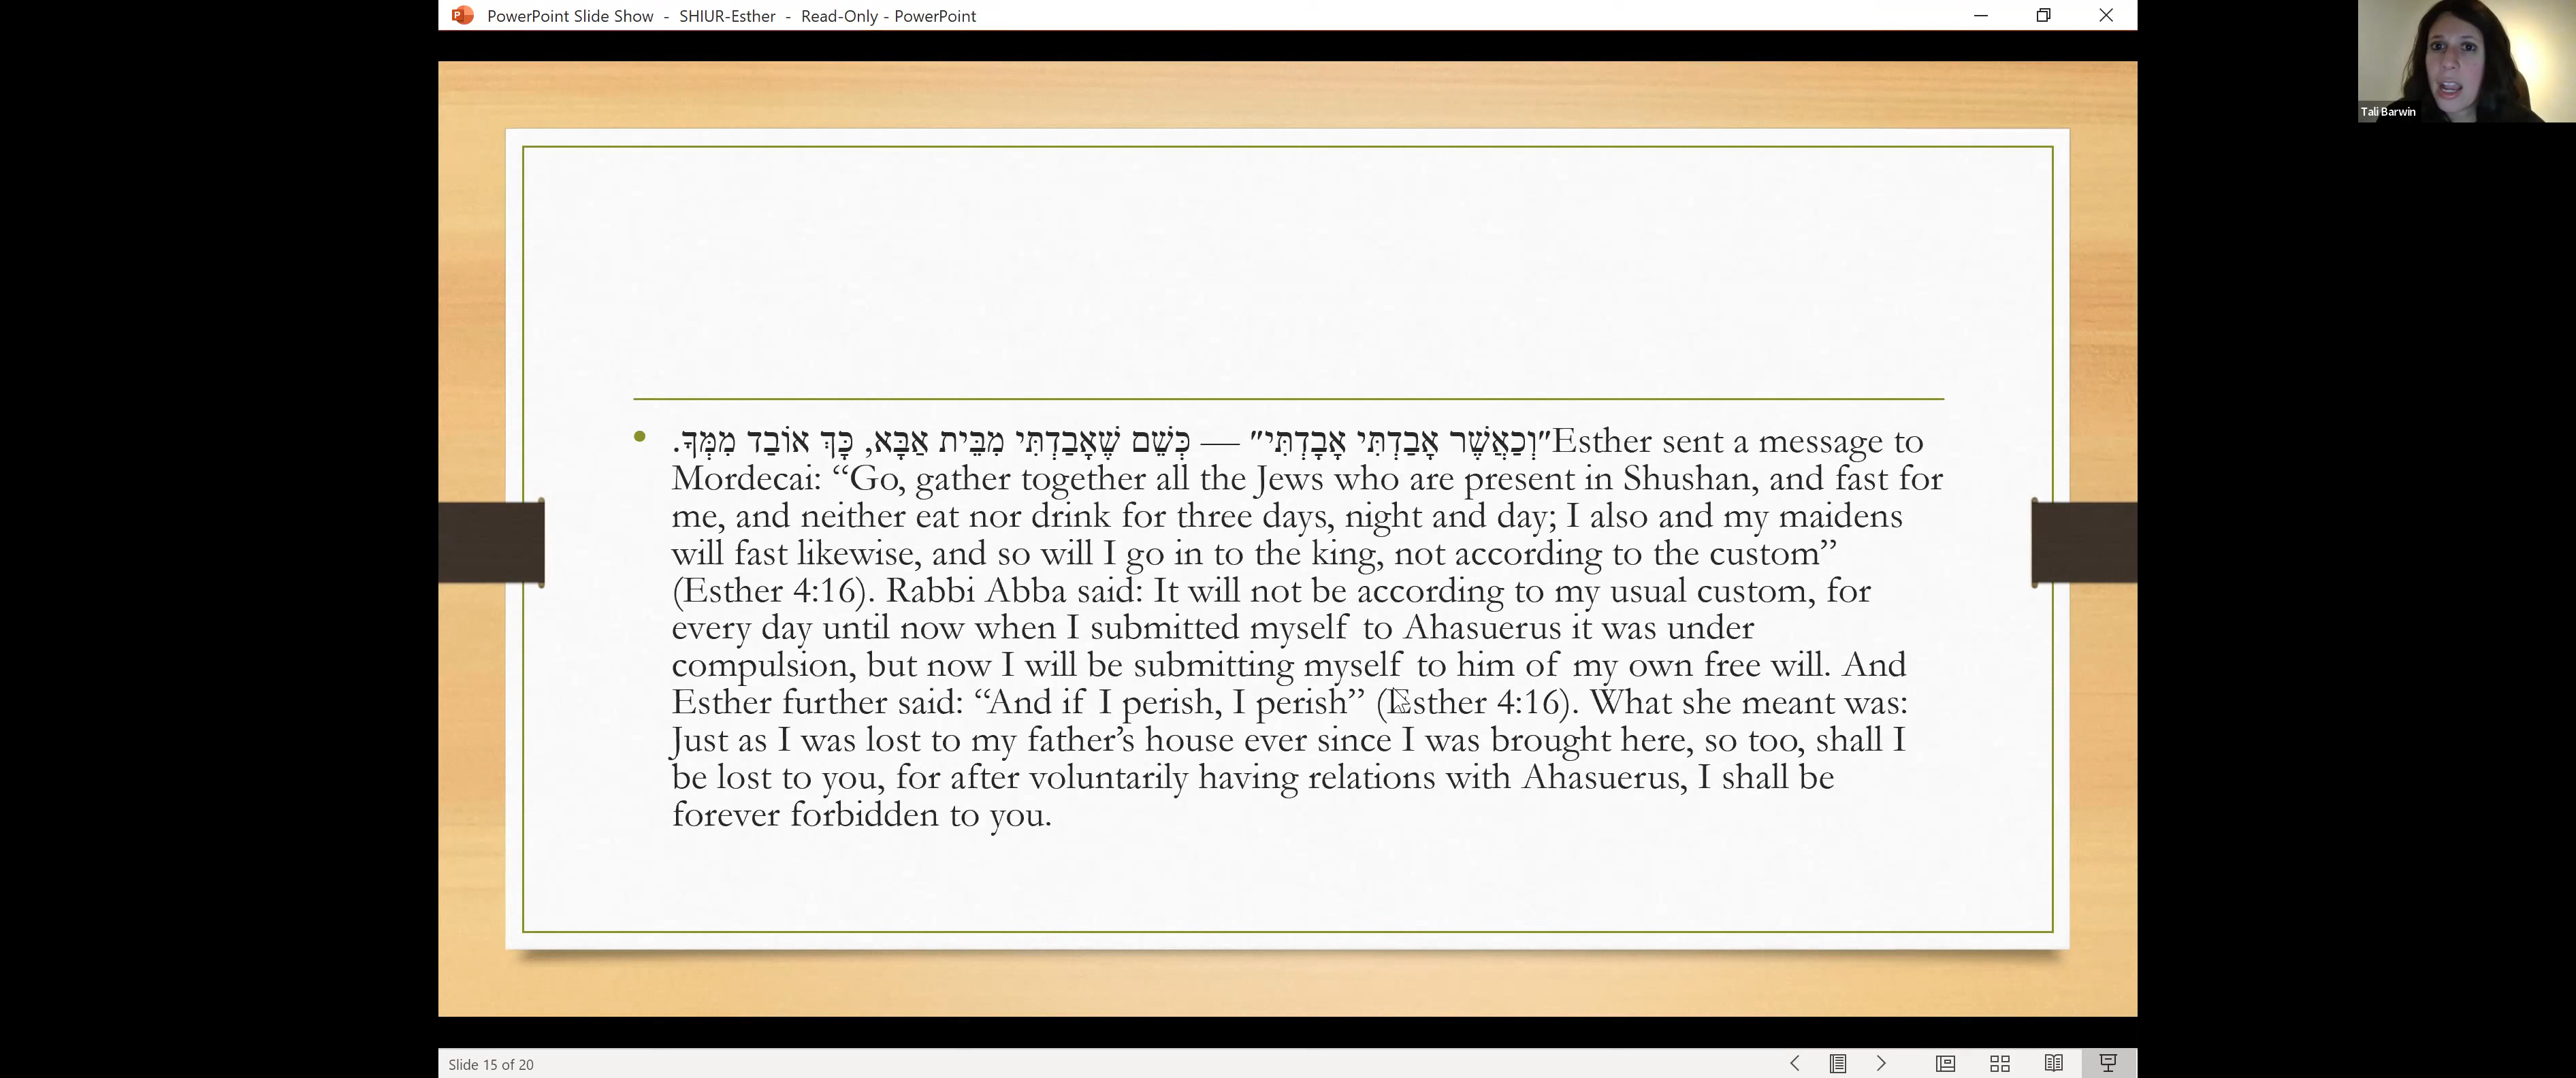 PowerPoint Slide Show - SHIUR-Esther - Read-Only - PowerPoint
Tali Barwin
"וְכַאֲשֶׁר אָבַדְתִּי אָבָדְתִּי" — כְּשֵׁם שֶׁאָבַדְתִּי מִבֵּית אַבָּא, כָּךְ אוֹבַד מִמְּךָ. Esther sent a message to
Mordecai: “Go, gather together all the Jews who are present in Shushan, and fast for
me, and neither eat nor drink for three days, night and day; I also and my maidens
will fast likewise, and so will I go in to the king, not according to the custom”
(Esther 4:16). Rabbi Abba said: It will not be according to my usual custom, for
every day until now when I submitted myself to Ahasuerus it was under
compulsion, but now I will be submitting myself to him of my own free will. And
Esther further said: “And if I perish, I perish” (Esther 4:16). What she meant was:
Just as I was lost to my father’s house ever since I was brought here, so too, shall I
be lost to you, for after voluntarily having relations with Ahasuerus, I shall be
forever forbidden to you.
Slide 15 of 20